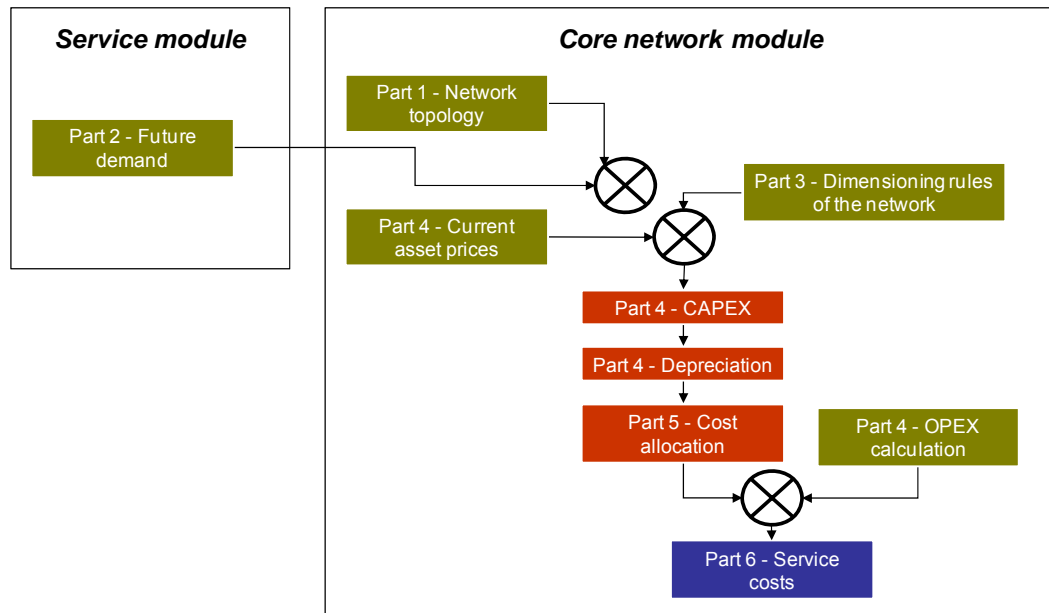 Service module
Core network module
Part 1 - Network
topology
Part 2 - Future
demand
Part 3 - Dimensioning rules
of the network
Part 4 - Current
asset prices
Part 4 - CAPEX
Part 4 - Depreciation
Part 5 - Cost
allocation
Part 4 - OPEX
calculation
Part 6 - Service
costs